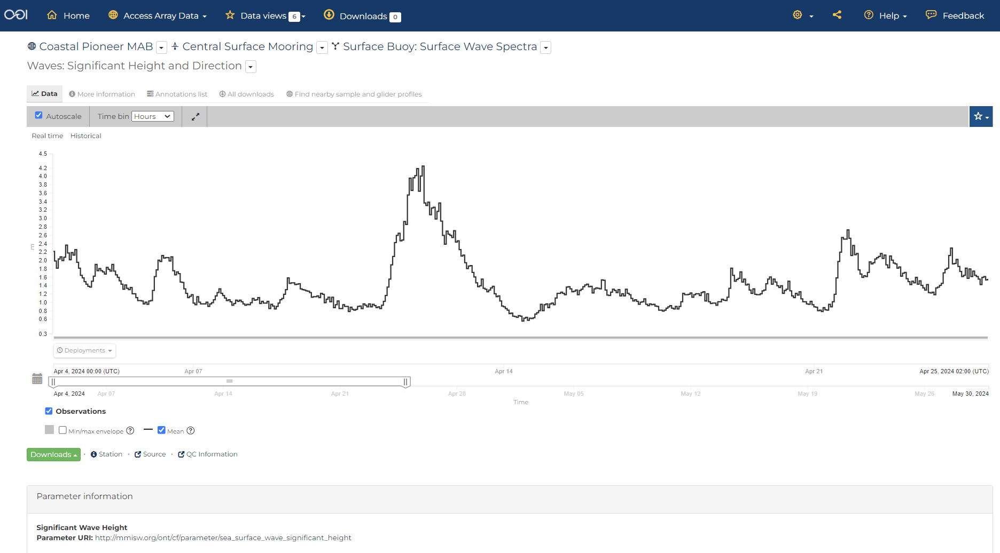 OOI Home Access Array Data Data views 6 Downloads 0 Help Feedback
Coastal Pioneer MAB Central Surface Mooring Surface Buoy: Surface Wave Spectra
Waves: Significant Height and Direction
Data More information Annotations list All downloads Find nearby sample and glider profiles
Autoscale Time bin Hours
Real time Historical
4.5
4.2
4.0
3.8
3.6
3.4
3.2
3.0
2.8
2.6
2.4
m
2.2
2.0
1.8
1.6
1.4
1.2
1.0
0.8
0.6
0.3
Deployments
Apr 4, 2024 00:00 (UTC) Apr 07 Apr 14 Apr 21 Apr 25, 2024 02:00 (UTC)
Apr 4, 2024 Apr 07 Apr 14 Apr 21 Apr 28 May 05 May 12 May 19 May 26 May 30, 2024
Time
Observations
Min/max envelope Mean
Downloads · Station · Source · QC Information
Parameter information
Significant Wave Height
Parameter URI: http://mmisw.org/ont/cf/parameter/sea_surface_wave_significant_height